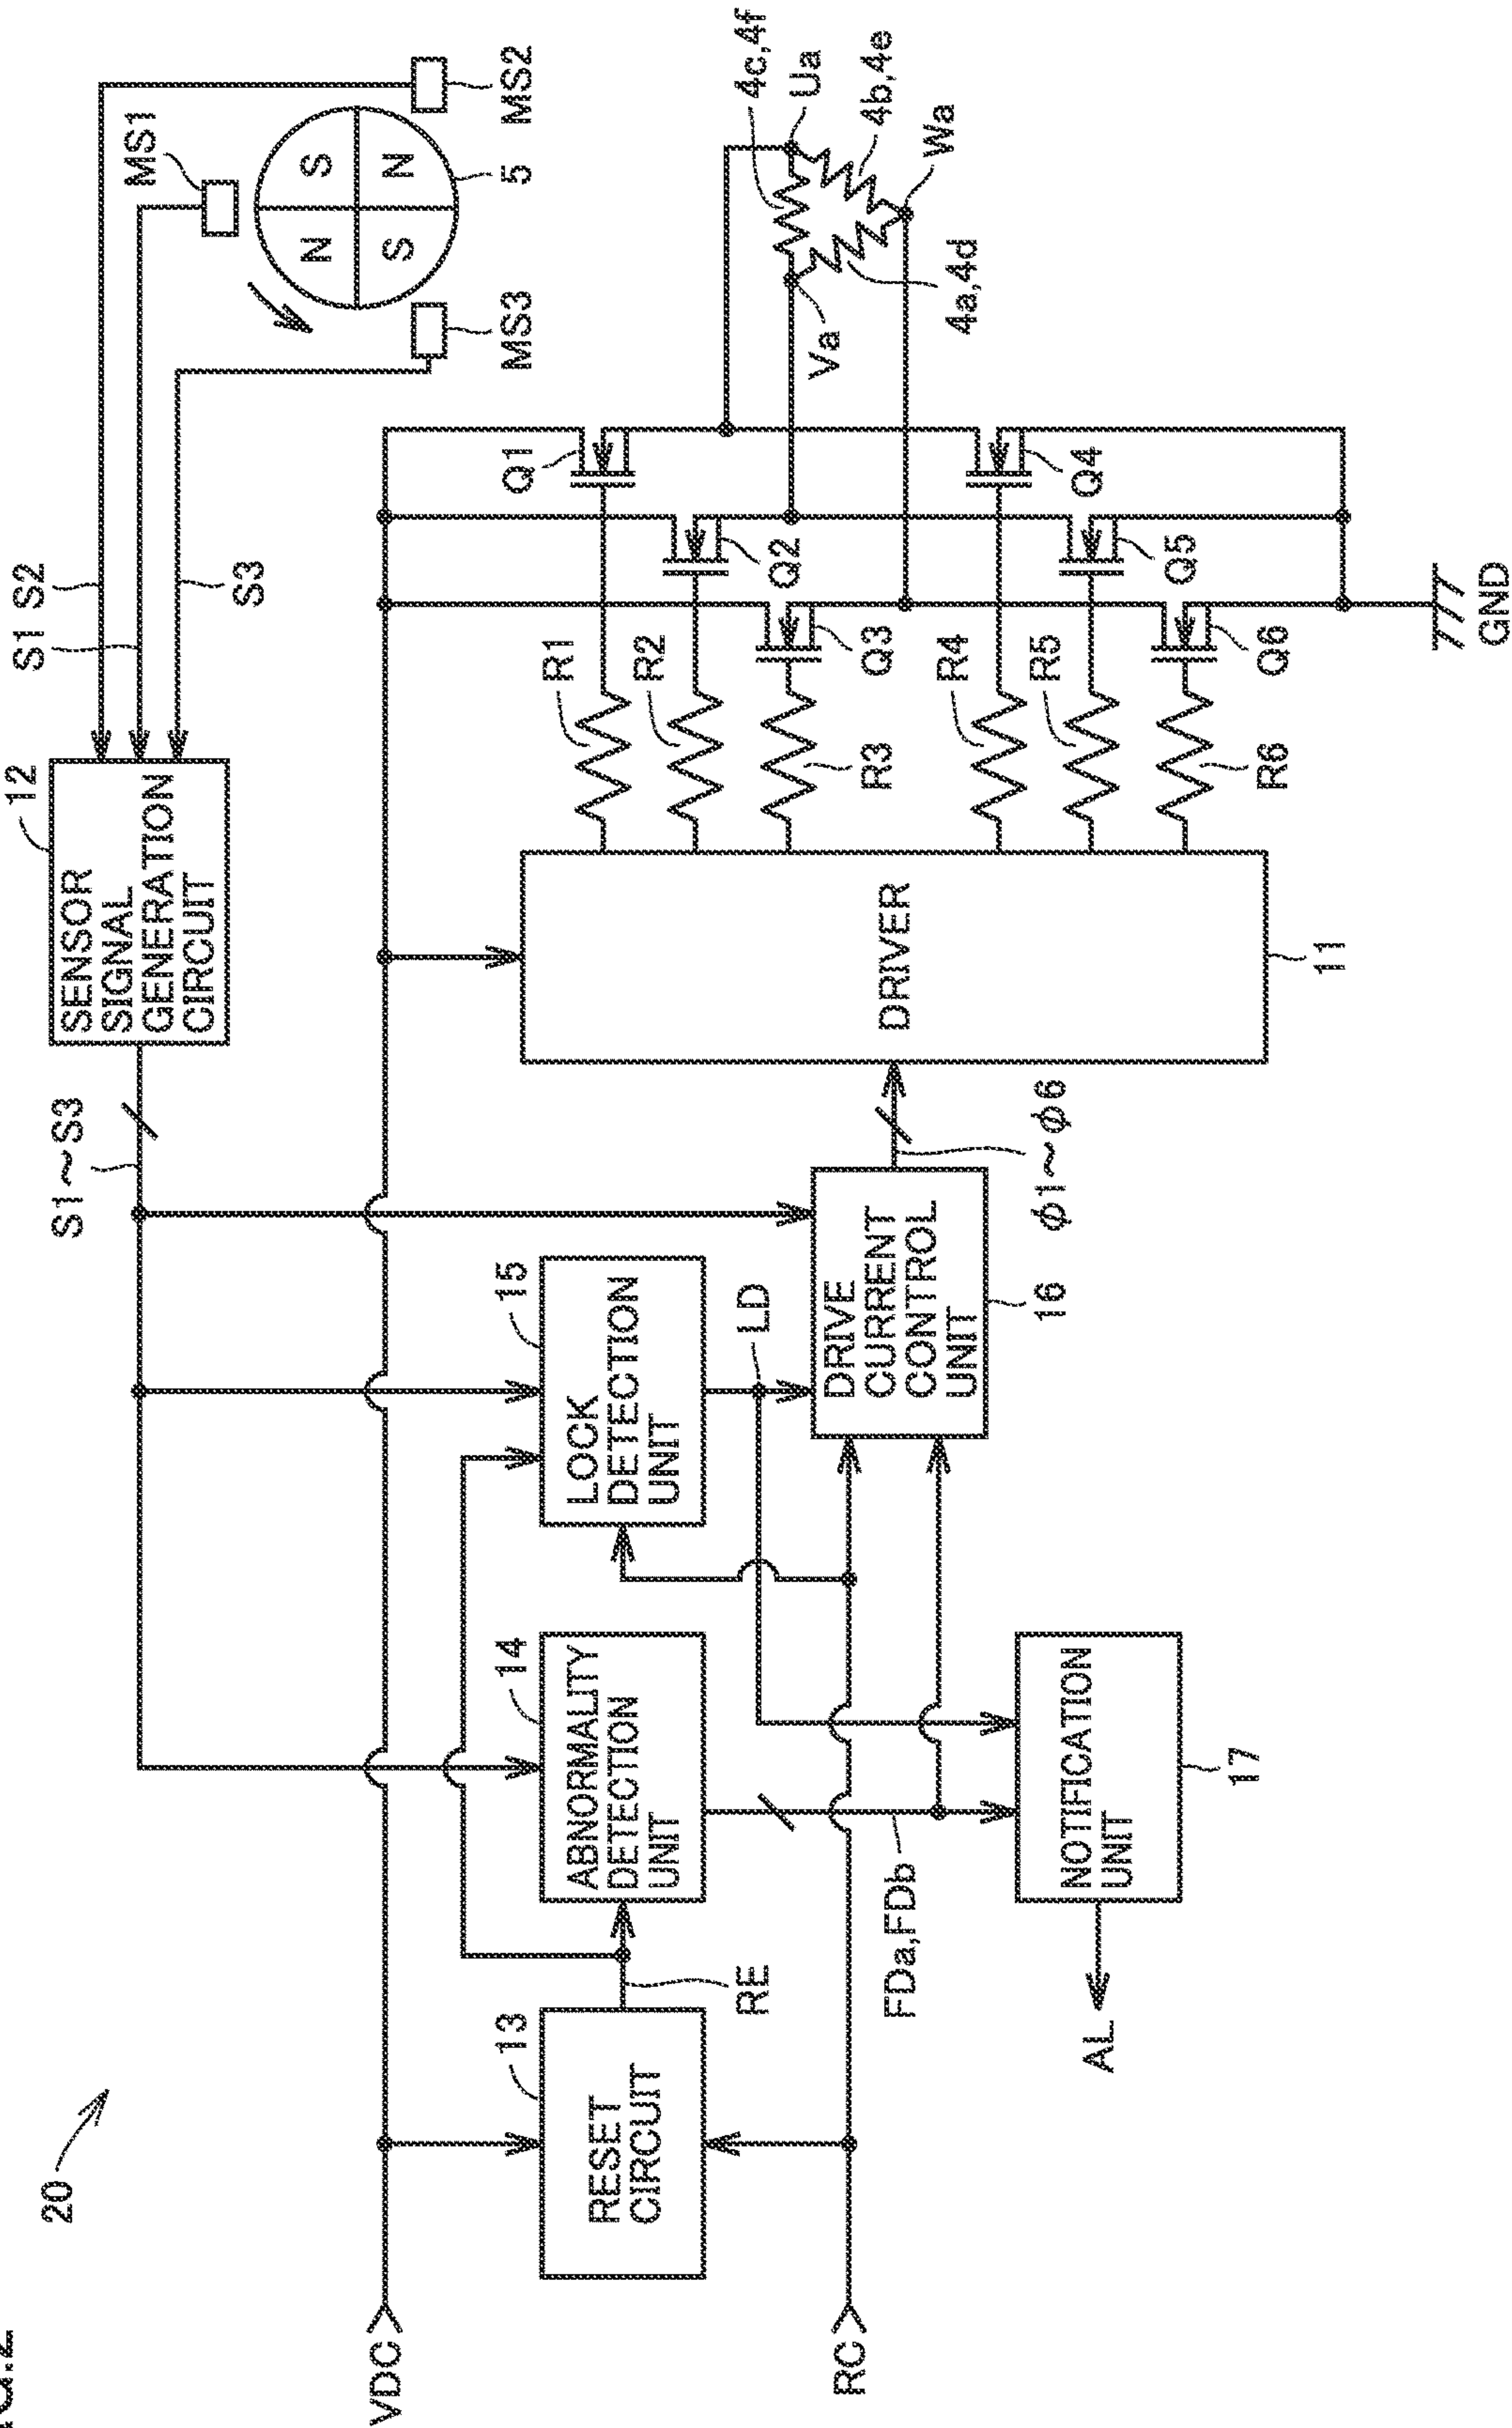 20
VDC
RC
RESET
CIRCUIT
13
RE
ABNORMALITY
DETECTION
UNIT
14
FDa,FDb
LOCK
DETECTION
UNIT
15
LD
NOTIFICATION
UNIT
17
AL
DRIVE
CURRENT
CONTROL
UNIT
16
φ1~φ6
S1~S3
SENSOR
SIGNAL
GENERATION
CIRCUIT
12
S1
S2
S3
DRIVER
11
R1
R2
R3
R4
R5
R6
Q1
Q2
Q3
Q4
Q5
Q6
GND
MS1
MS2
MS3
N
S
S
N
5
4c,4f
Ua
4b,4e
Wa
Va
4a,4d